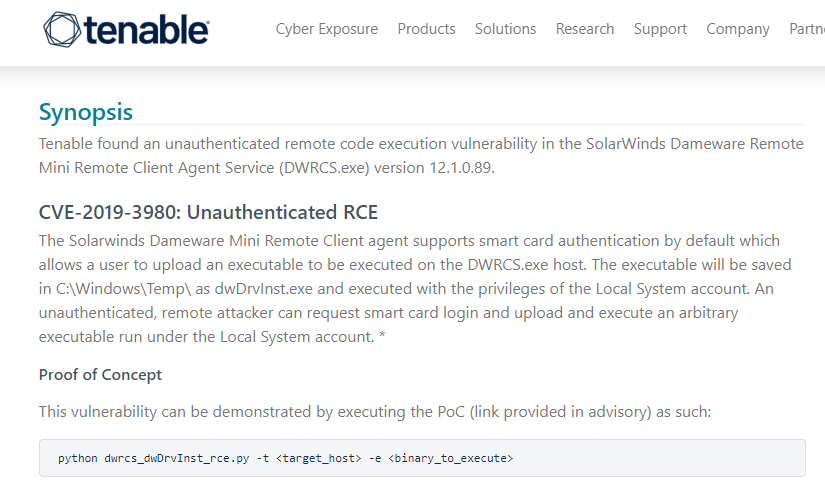 tenable
Cyber Exposure Products Solutions Research Support Company Partn
Synopsis
Tenable found an unauthenticated remote code execution vulnerability in the SolarWinds Dameware Remote
Mini Remote Client Agent Service (DWRCS.exe) version 12.1.0.89.
CVE-2019-3980: Unauthenticated RCE
The Solarwinds Dameware Mini Remote Client agent supports smart card authentication by default which
allows a user to upload an executable to be executed on the DWRCS.exe host. The executable will be saved
in C:\Windows\Temp\ as dwDrvInst.exe and executed with the privileges of the Local System account. An
unauthenticated, remote attacker can request smart card login and upload and execute an arbitrary
executable run under the Local System account. *
Proof of Concept
This vulnerability can be demonstrated by executing the PoC (link provided in advisory) as such:
python dwrcs_dwDrvInst_rce.py -t <target_host> -e <binary_to_execute>